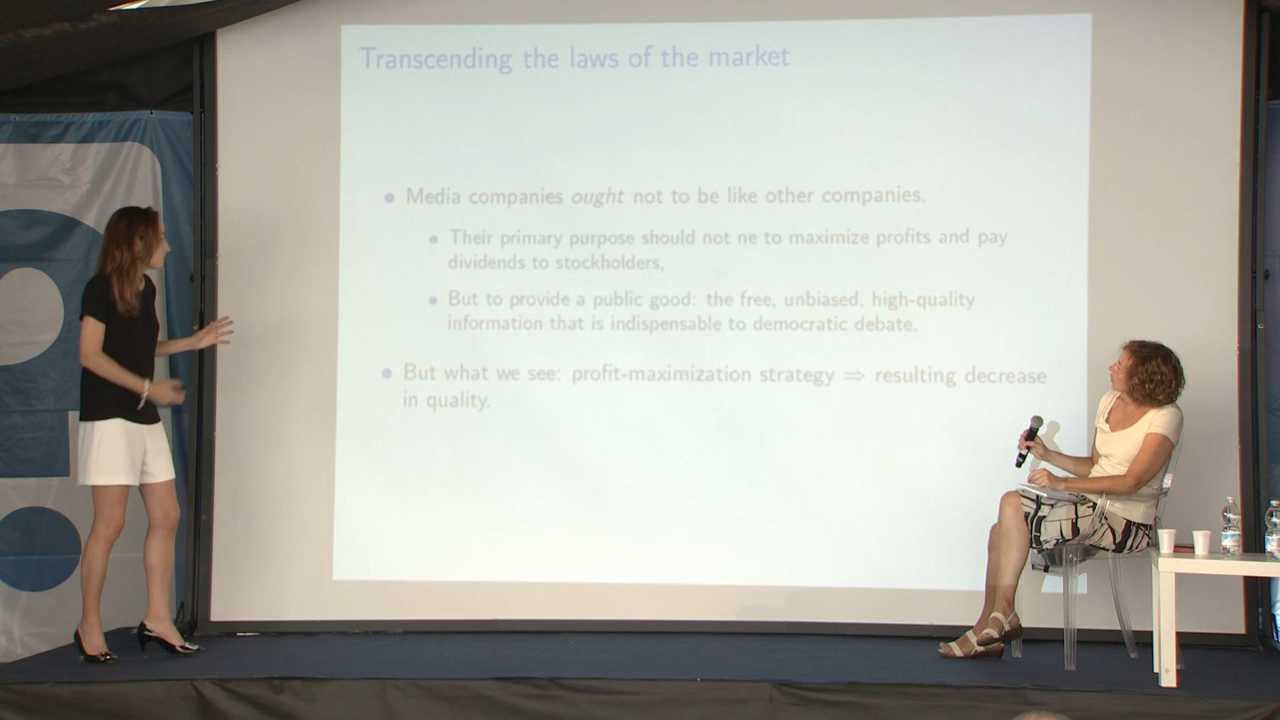 Transcending the laws of the market
Media companies ought not to be like other companies.
Their primary purpose should not ne to maximize profits and pay
dividends to stockholders,
But to provide a public good: the free, unbiased, high-quality
information that is indispensable to democratic debate.
But what we see: profit-maximization strategy ⇒ resulting decrease
in quality.